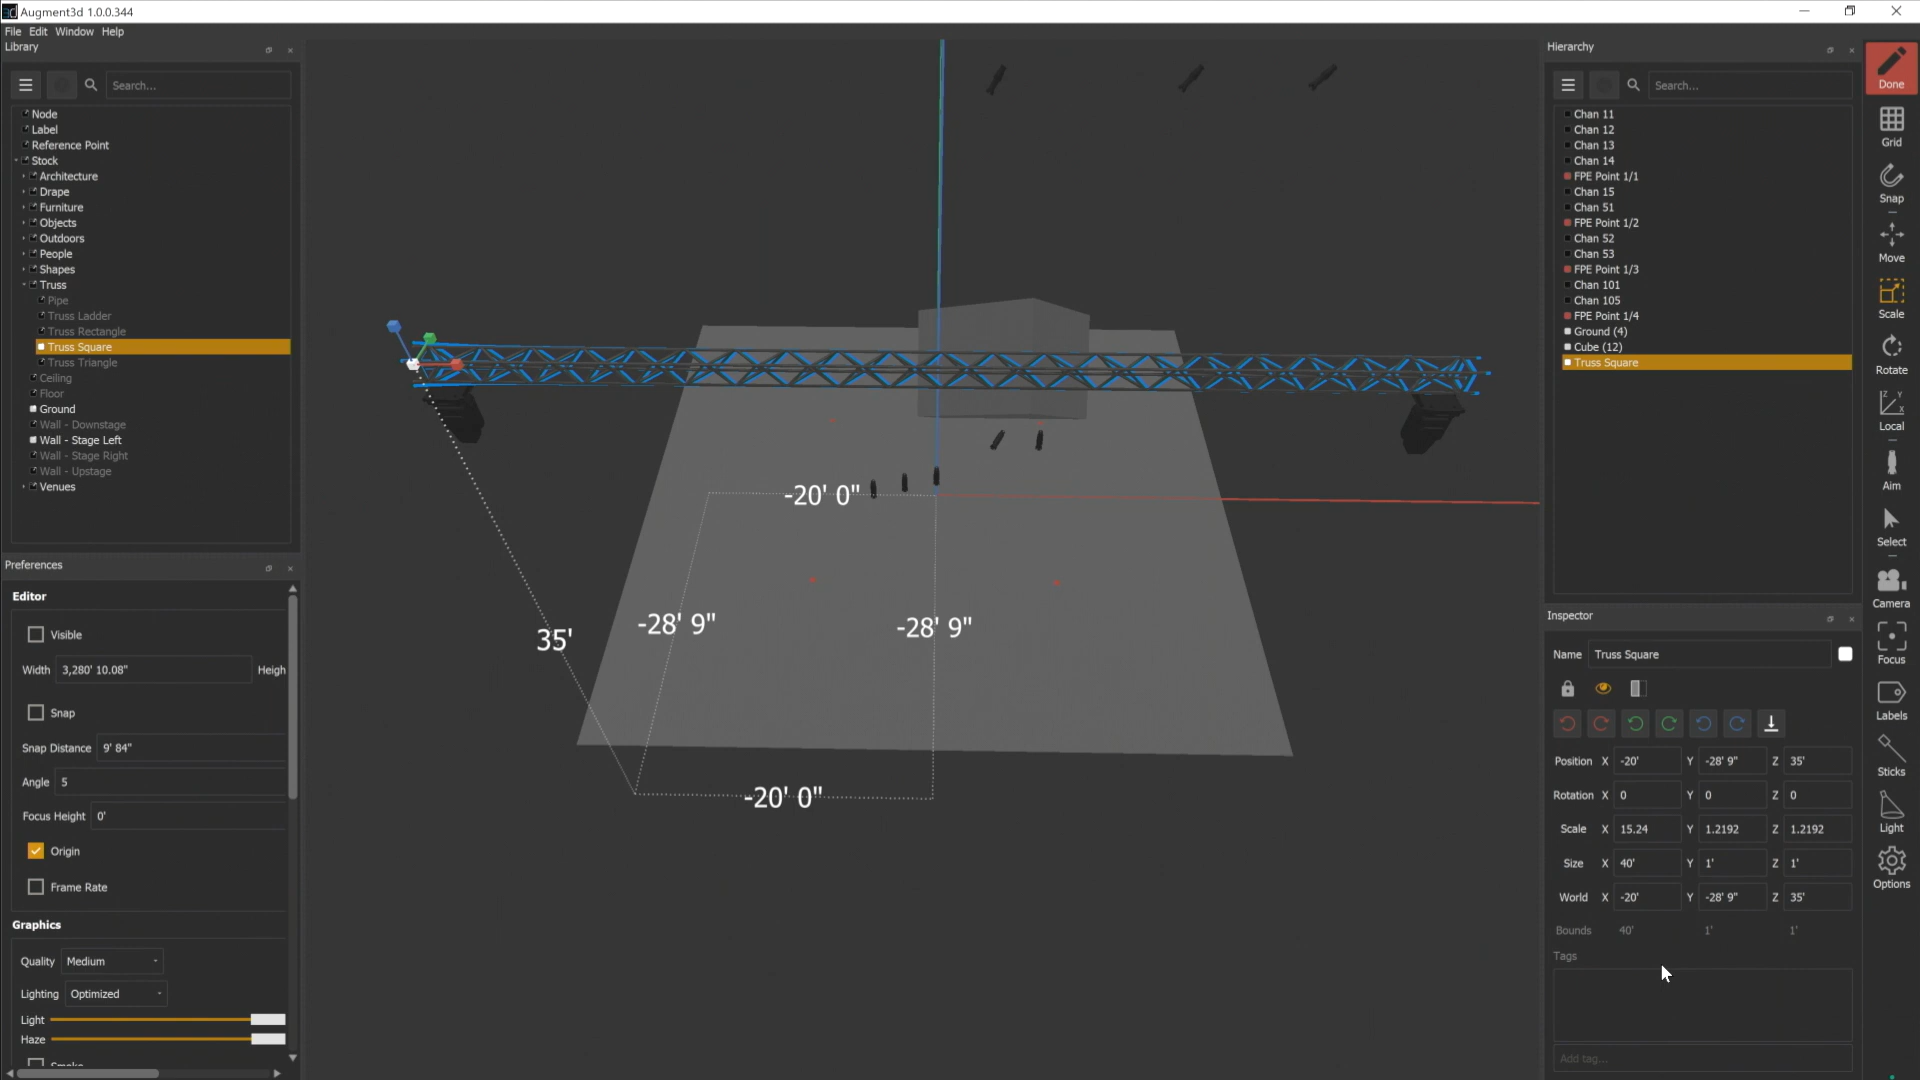 Augment3d 1.0.0.344
File Edit Window Help
Library
Search...
Node
Label
Reference Point
Stock
Architecture
Drape
Furniture
Objects
Outdoors
People
Shapes
Truss
Pipe
Truss Ladder
Truss Rectangle
Truss Square
Truss Triangle
Ceiling
Floor
Ground
Wall - Downstage
Wall - Stage Left
Wall - Stage Right
Wall - Upstage
Venues
Preferences
Editor
Visible
Width 3,280' 10.08" Heigh
Snap
Snap Distance 9' 84"
Angle 5
Focus Height 0'
Origin
Frame Rate
Graphics
Quality Medium
Lighting Optimized
Light
Haze
Smoke
-20' 0"
-28' 9"
-28' 9"
35'
-20' 0"
Hierarchy
Search...
Chan 11
Chan 12
Chan 13
Chan 14
FPE Point 1/1
Chan 15
Chan 51
FPE Point 1/2
Chan 52
Chan 53
FPE Point 1/3
Chan 101
Chan 105
FPE Point 1/4
Ground (4)
Cube (12)
Truss Square
Inspector
Name Truss Square
Position X -20' Y -28' 9" Z 35'
Rotation X 0 Y 0 Z 0
Scale X 15.24 Y 1.2192 Z 1.2192
Size X 40' Y 1' Z 1'
World X -20' Y -28' 9" Z 35'
Bounds 40' 1' 1'
Tags
Add tag...
Done
Grid
Snap
Move
Scale
Rotate
Z Y
X
Local
Aim
Select
Camera
Focus
Labels
Sticks
Light
Options